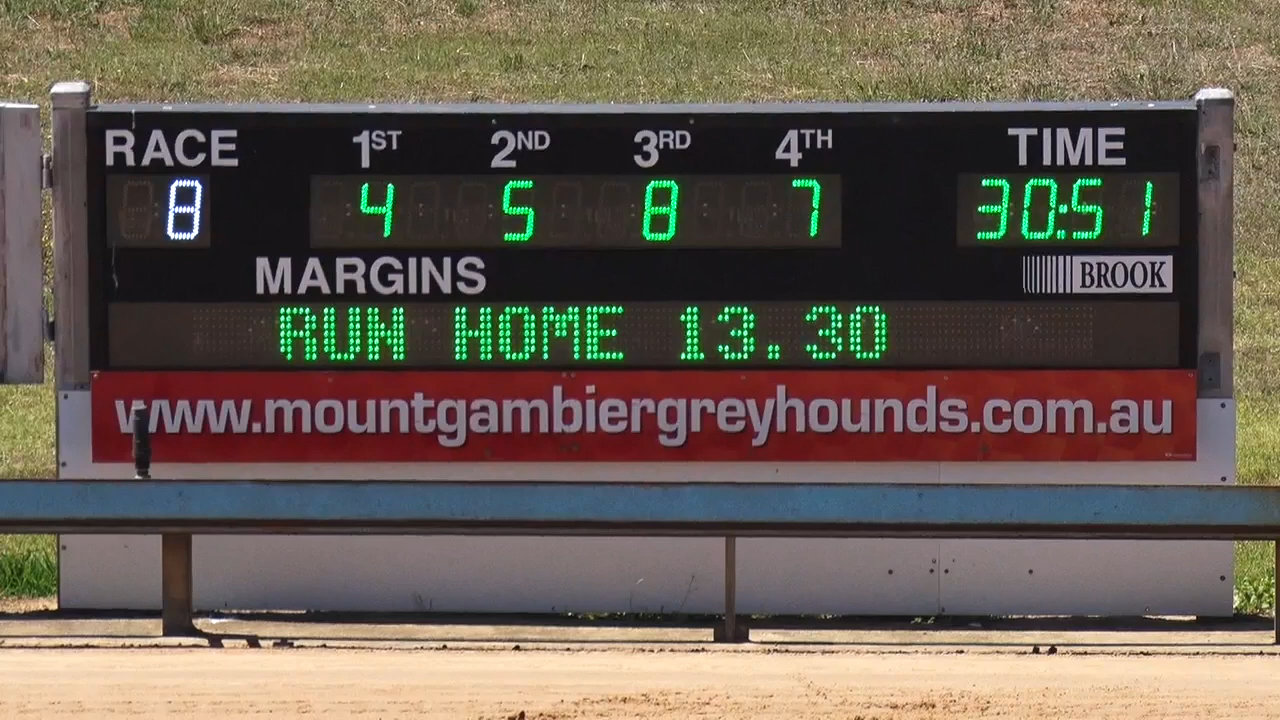 RACE 1ST 2ND 3RD 4TH TIME
8 4 5 8 7 30:51
MARGINS BROOK
RUN HOME 13.30
www.mountgambiergreyhounds.com.au